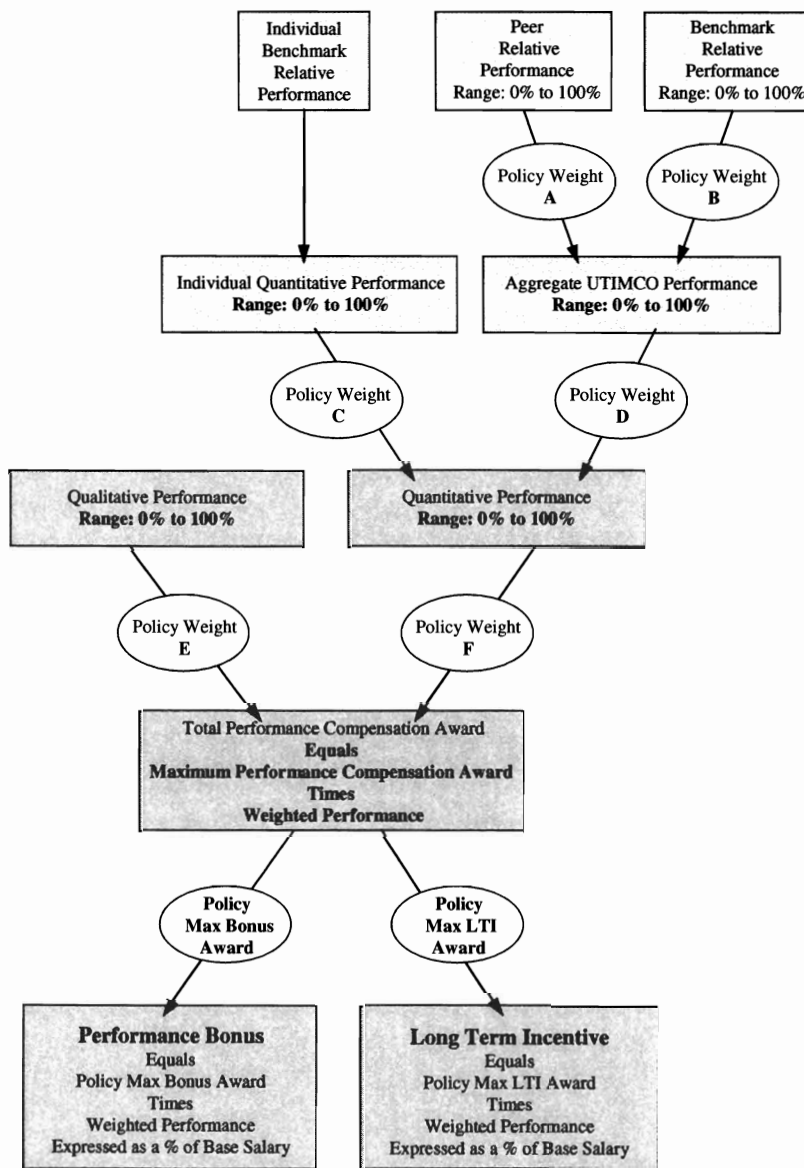 Individual
Benchmark
Relative
Performance
Peer
Relative
Performance
Range: 0% to 100%
Benchmark
Relative
Performance
Range: 0% to 100%
Policy Weight
A
Policy Weight
B
Individual Quantitative Performance
Range: 0% to 100%
Aggregate UTIMCO Performance
Range: 0% to 100%
Policy Weight
C
Policy Weight
D
Qualitative Performance
Range: 0% to 100%
Quantitative Performance
Range: 0% to 100%
Policy Weight
E
Policy Weight
F
Total Performance Compensation Award
Equals
Maximum Performance Compensation Award
Times
Weighted Performance
Policy
Max Bonus
Award
Policy
Max LTI
Award
Performance Bonus
Equals
Policy Max Bonus Award
Times
Weighted Performance
Expressed as a % of Base Salary
Long Term Incentive
Equals
Policy Max LTI Award
Times
Weighted Performance
Expressed as a % of Base Salary